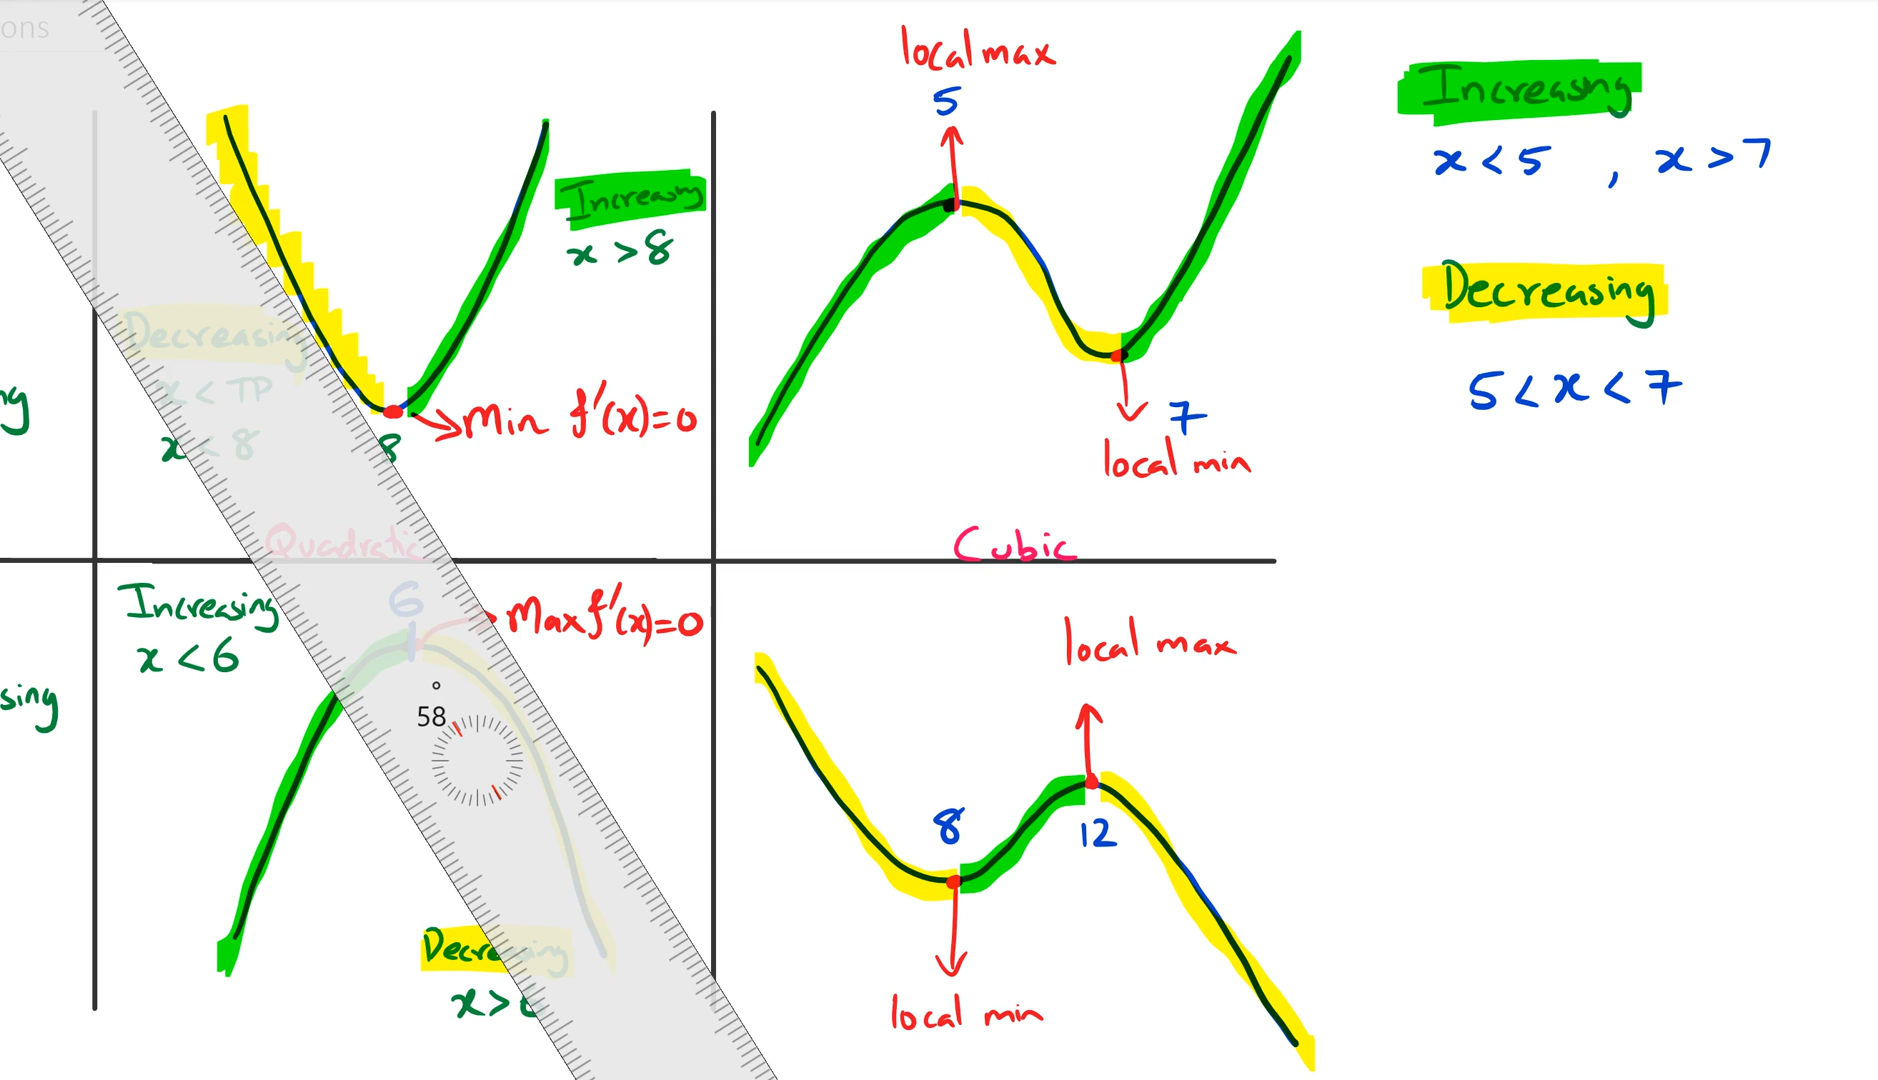 ons
local max
5
Increasing
x < 5 , x > 7
Increasing
x > 8
Decreasing
x < TP
x < 8
8
Min f'(x)=0
7
local min
Decreasing
5 < x < 7
Quadratic
Cubic
Increasing
x < 6
6
Max f'(x)=0
sing
58°
local max
8
12
Decreasing
x >
local min